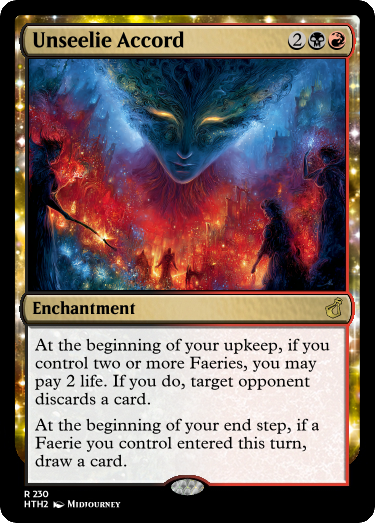 Unseelie Accord 2
Enchantment
At the beginning of your upkeep, if you
control two or more Faeries, you may
pay 2 life. If you do, target opponent
discards a card.
At the beginning of your end step, if a
Faerie you control entered this turn,
draw a card.
R 230
HTH2 Midjourney